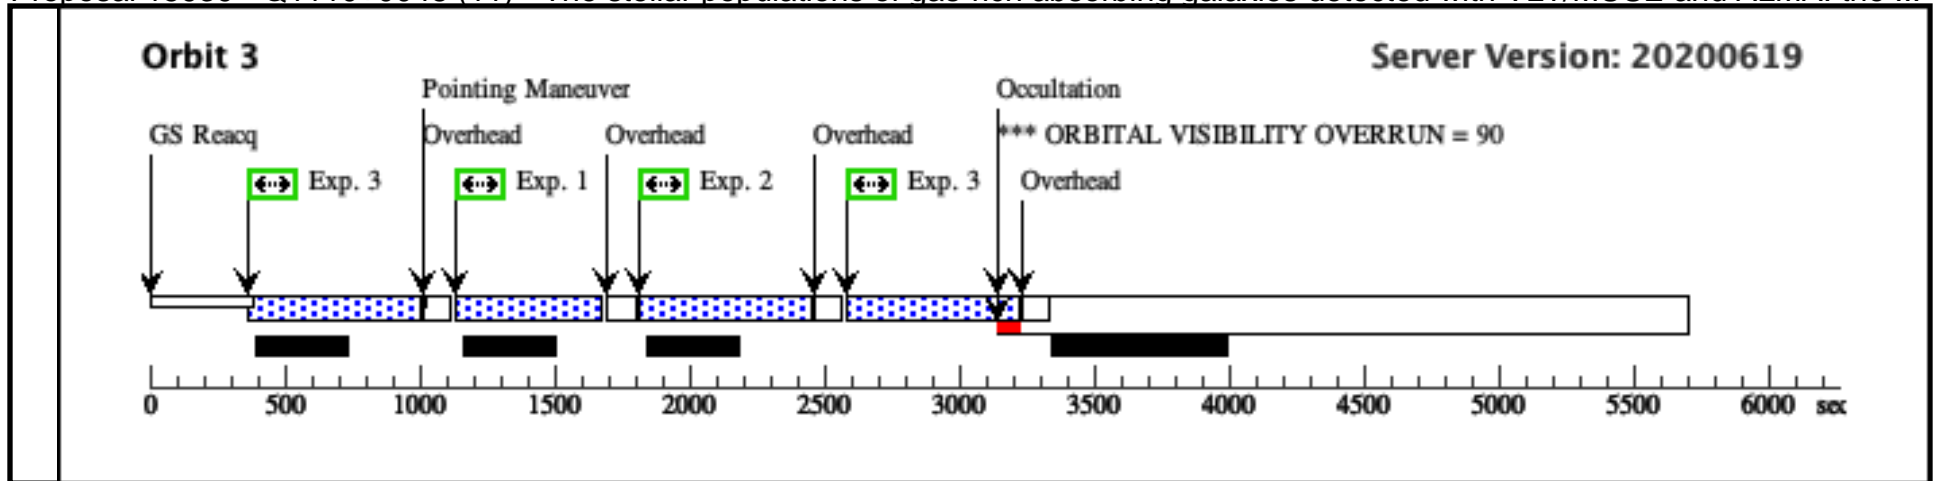 Orbit 3
Server Version: 20200619
Pointing Maneuver
Occultation
GS Reacq
Overhead
Overhead
Overhead
*** ORBITAL VISIBILITY OVERRUN = 90
Exp. 3
Exp. 1
Exp. 2
Exp. 3
Overhead
0 500 1000 1500 2000 2500 3000 3500 4000 4500 5000 5500 6000 sec